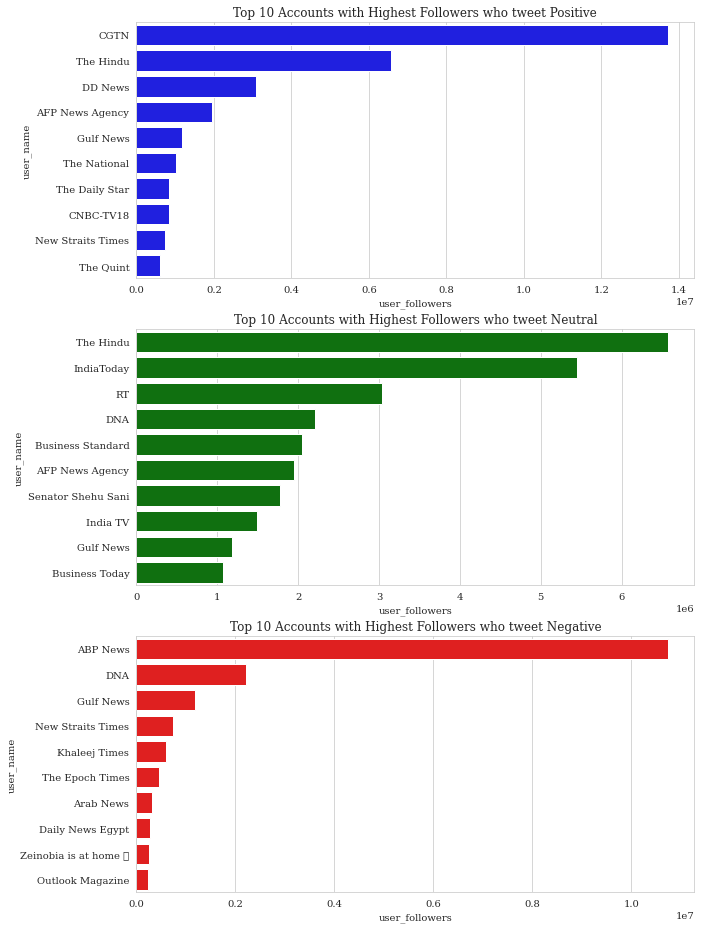 Top 10 Accounts with Highest Followers who tweet Positive
user_name
CGTN
The Hindu
DD News
AFP News Agency
Gulf News
The National
The Daily Star
CNBC-TV18
New Straits Times
The Quint
0.0 0.2 0.4 0.6 0.8 1.0 1.2 1.4
1e7
user_followers
Top 10 Accounts with Highest Followers who tweet Neutral
user_name
The Hindu
IndiaToday
RT
DNA
Business Standard
AFP News Agency
Senator Shehu Sani
India TV
Gulf News
Business Today
0 1 2 3 4 5 6
1e6
user_followers
Top 10 Accounts with Highest Followers who tweet Negative
user_name
ABP News
DNA
Gulf News
New Straits Times
Khaleej Times
The Epoch Times
Arab News
Daily News Egypt
Zeinobia is at home
Outlook Magazine
0.0 0.2 0.4 0.6 0.8 1.0
1e7
user_followers